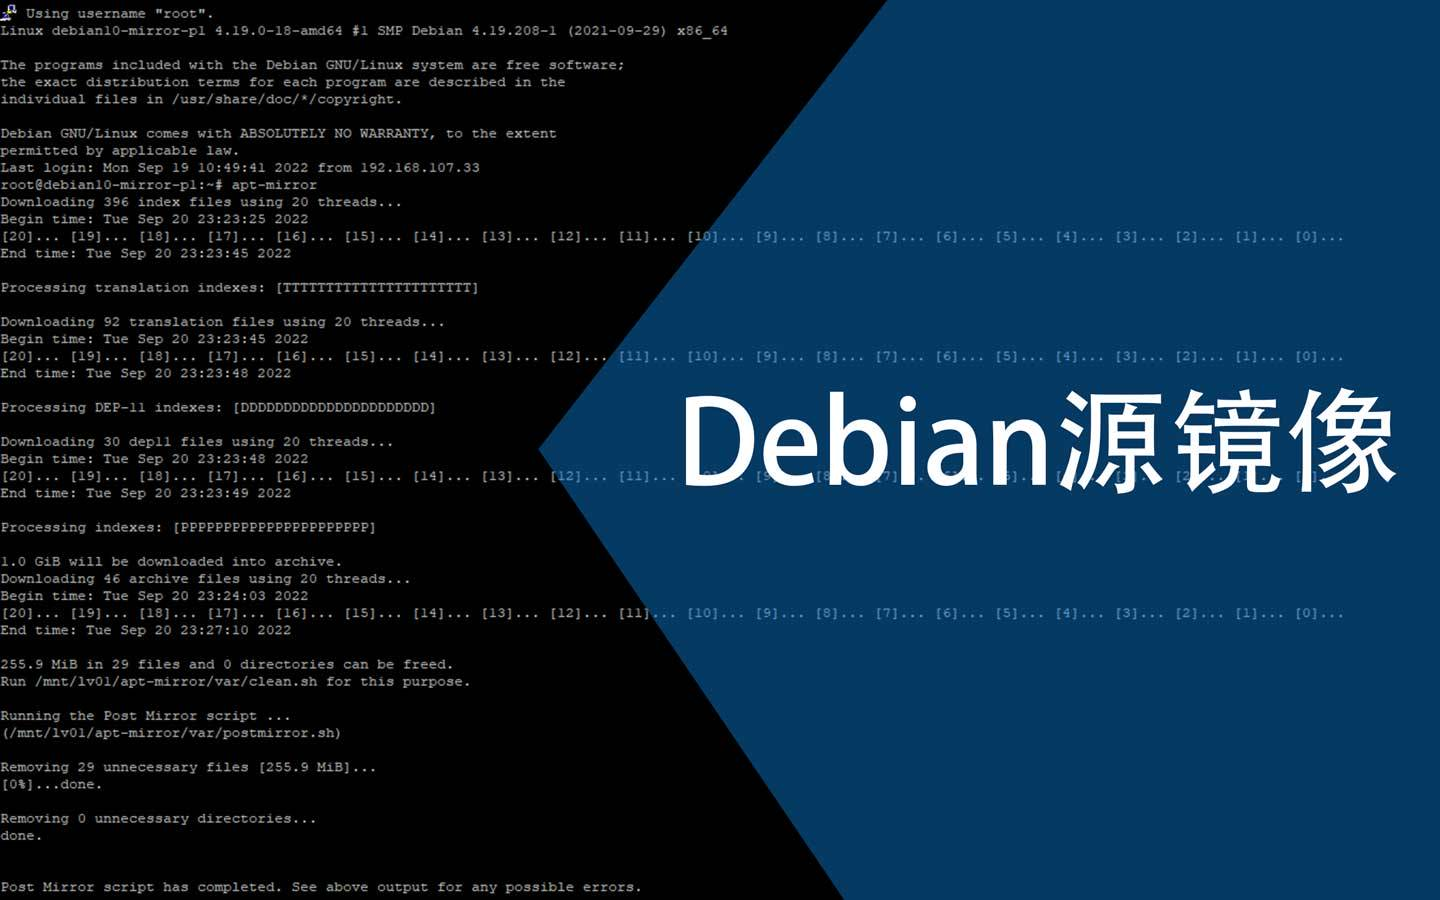 Using username "root".
Linux debian10-mirror-p1 4.19.0-18-amd64 #1 SMP Debian 4.19.208-1 (2021-09-29) x86_64
The programs included with the Debian GNU/Linux system are free software;
the exact distribution terms for each program are described in the
individual files in /usr/share/doc/*/copyright.
Debian GNU/Linux comes with ABSOLUTELY NO WARRANTY, to the extent
permitted by applicable law.
Last login: Mon Sep 19 10:49:41 2022 from 192.168.107.33
root@debian10-mirror-p1:~# apt-mirror
Downloading 396 index files using 20 threads...
Begin time: Tue Sep 20 23:23:25 2022
[20]... [19]... [18]... [17]... [16]... [15]... [14]... [13]... [12]... [11]... [10]... [9]... [8]... [7]... [6]... [5]... [4]... [3]... [2]... [1]... [0]...
End time: Tue Sep 20 23:23:45 2022
Processing translation indexes: [TTTTTTTTTTTTTTTTTTTTTT]
Downloading 92 translation files using 20 threads...
Begin time: Tue Sep 20 23:23:45 2022
[20]... [19]... [18]... [17]... [16]... [15]... [14]... [13]... [12]... [11]... [10]... [9]... [8]... [7]... [6]... [5]... [4]... [3]... [2]... [1]... [0]...
End time: Tue Sep 20 23:23:48 2022
Processing DEP-11 indexes: [DDDDDDDDDDDDDDDDDDDDDD]
Downloading 30 dep11 files using 20 threads...
Begin time: Tue Sep 20 23:23:48 2022
[20]... [19]... [18]... [17]... [16]... [15]... [14]... [13]... [12]... [11]...
End time: Tue Sep 20 23:23:49 2022
Processing indexes: [PPPPPPPPPPPPPPPPPPPPPP]
1.0 GiB will be downloaded into archive.
Downloading 46 archive files using 20 threads...
Begin time: Tue Sep 20 23:24:03 2022
[20]... [19]... [18]... [17]... [16]... [15]... [14]... [13]... [12]... [11]... [10]... [9]... [8]... [7]... [6]... [5]... [4]... [3]... [2]... [1]... [0]...
End time: Tue Sep 20 23:27:10 2022
255.9 MiB in 29 files and 0 directories can be freed.
Run /mnt/lv01/apt-mirror/var/clean.sh for this purpose.
Running the Post Mirror script ...
(/mnt/lv01/apt-mirror/var/postmirror.sh)
Removing 29 unnecessary files [255.9 MiB]...
[0%]...done.
Removing 0 unnecessary directories...
done.
Post Mirror script has completed. See above output for any possible errors.
Debian源镜像